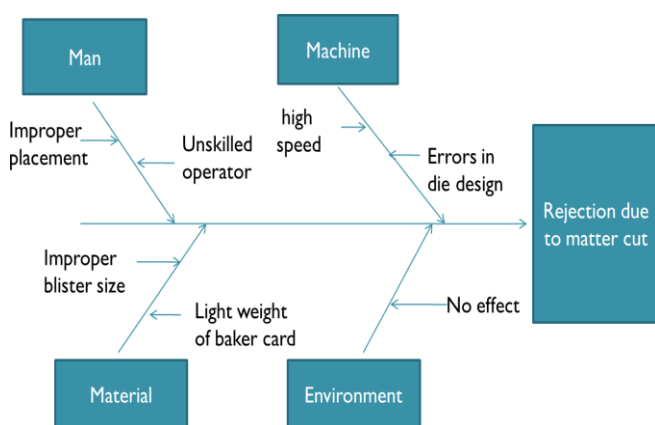 Man
Machine
Improper
placement
Unskilled
operator
high
speed
Errors in
die design
Rejection due
to matter cut
Improper
blister size
Light weight
of baker card
No effect
Material
Environment